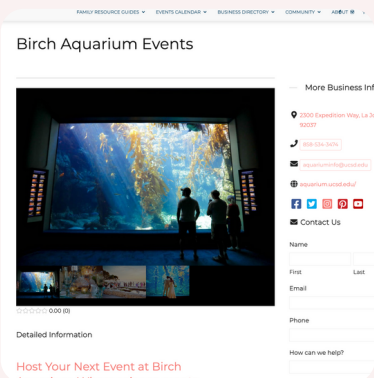 FAMILY RESOURCE GUIDES
EVENTS CALENDAR
BUSINESS DIRECTORY
COMMUNITY
Birch Aquarium Events
More Business Inf
2300 Expedition Way, La Jo
92037
858-534-3474
aquariuminfo@ucsd.edu
aquarium.ucsd.edu/
Contact Us
Name
First
Last
Email
Phone
How can we help?
0.00 (0)
Detailed Information
Host Your Next Event at Birch